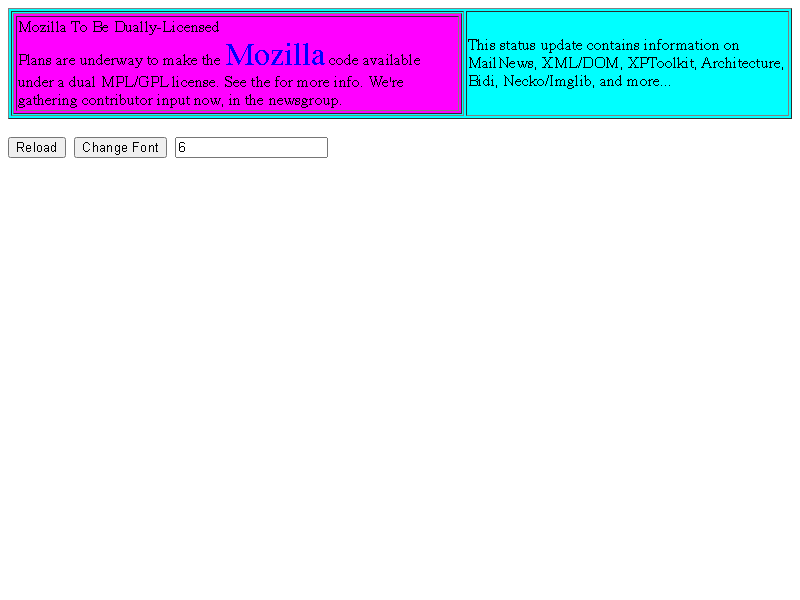 Mozilla To Be Dually-Licensed
Plans are underway to make the Mozilla code available
under a dual MPL/GPL license. See the for more info. We're
gathering contributor input now, in the newsgroup.
This status update contains information on
MailNews, XML/DOM, XPToolkit, Architecture,
Bidi, Necko/Imglib, and more...
Reload Change Font 6